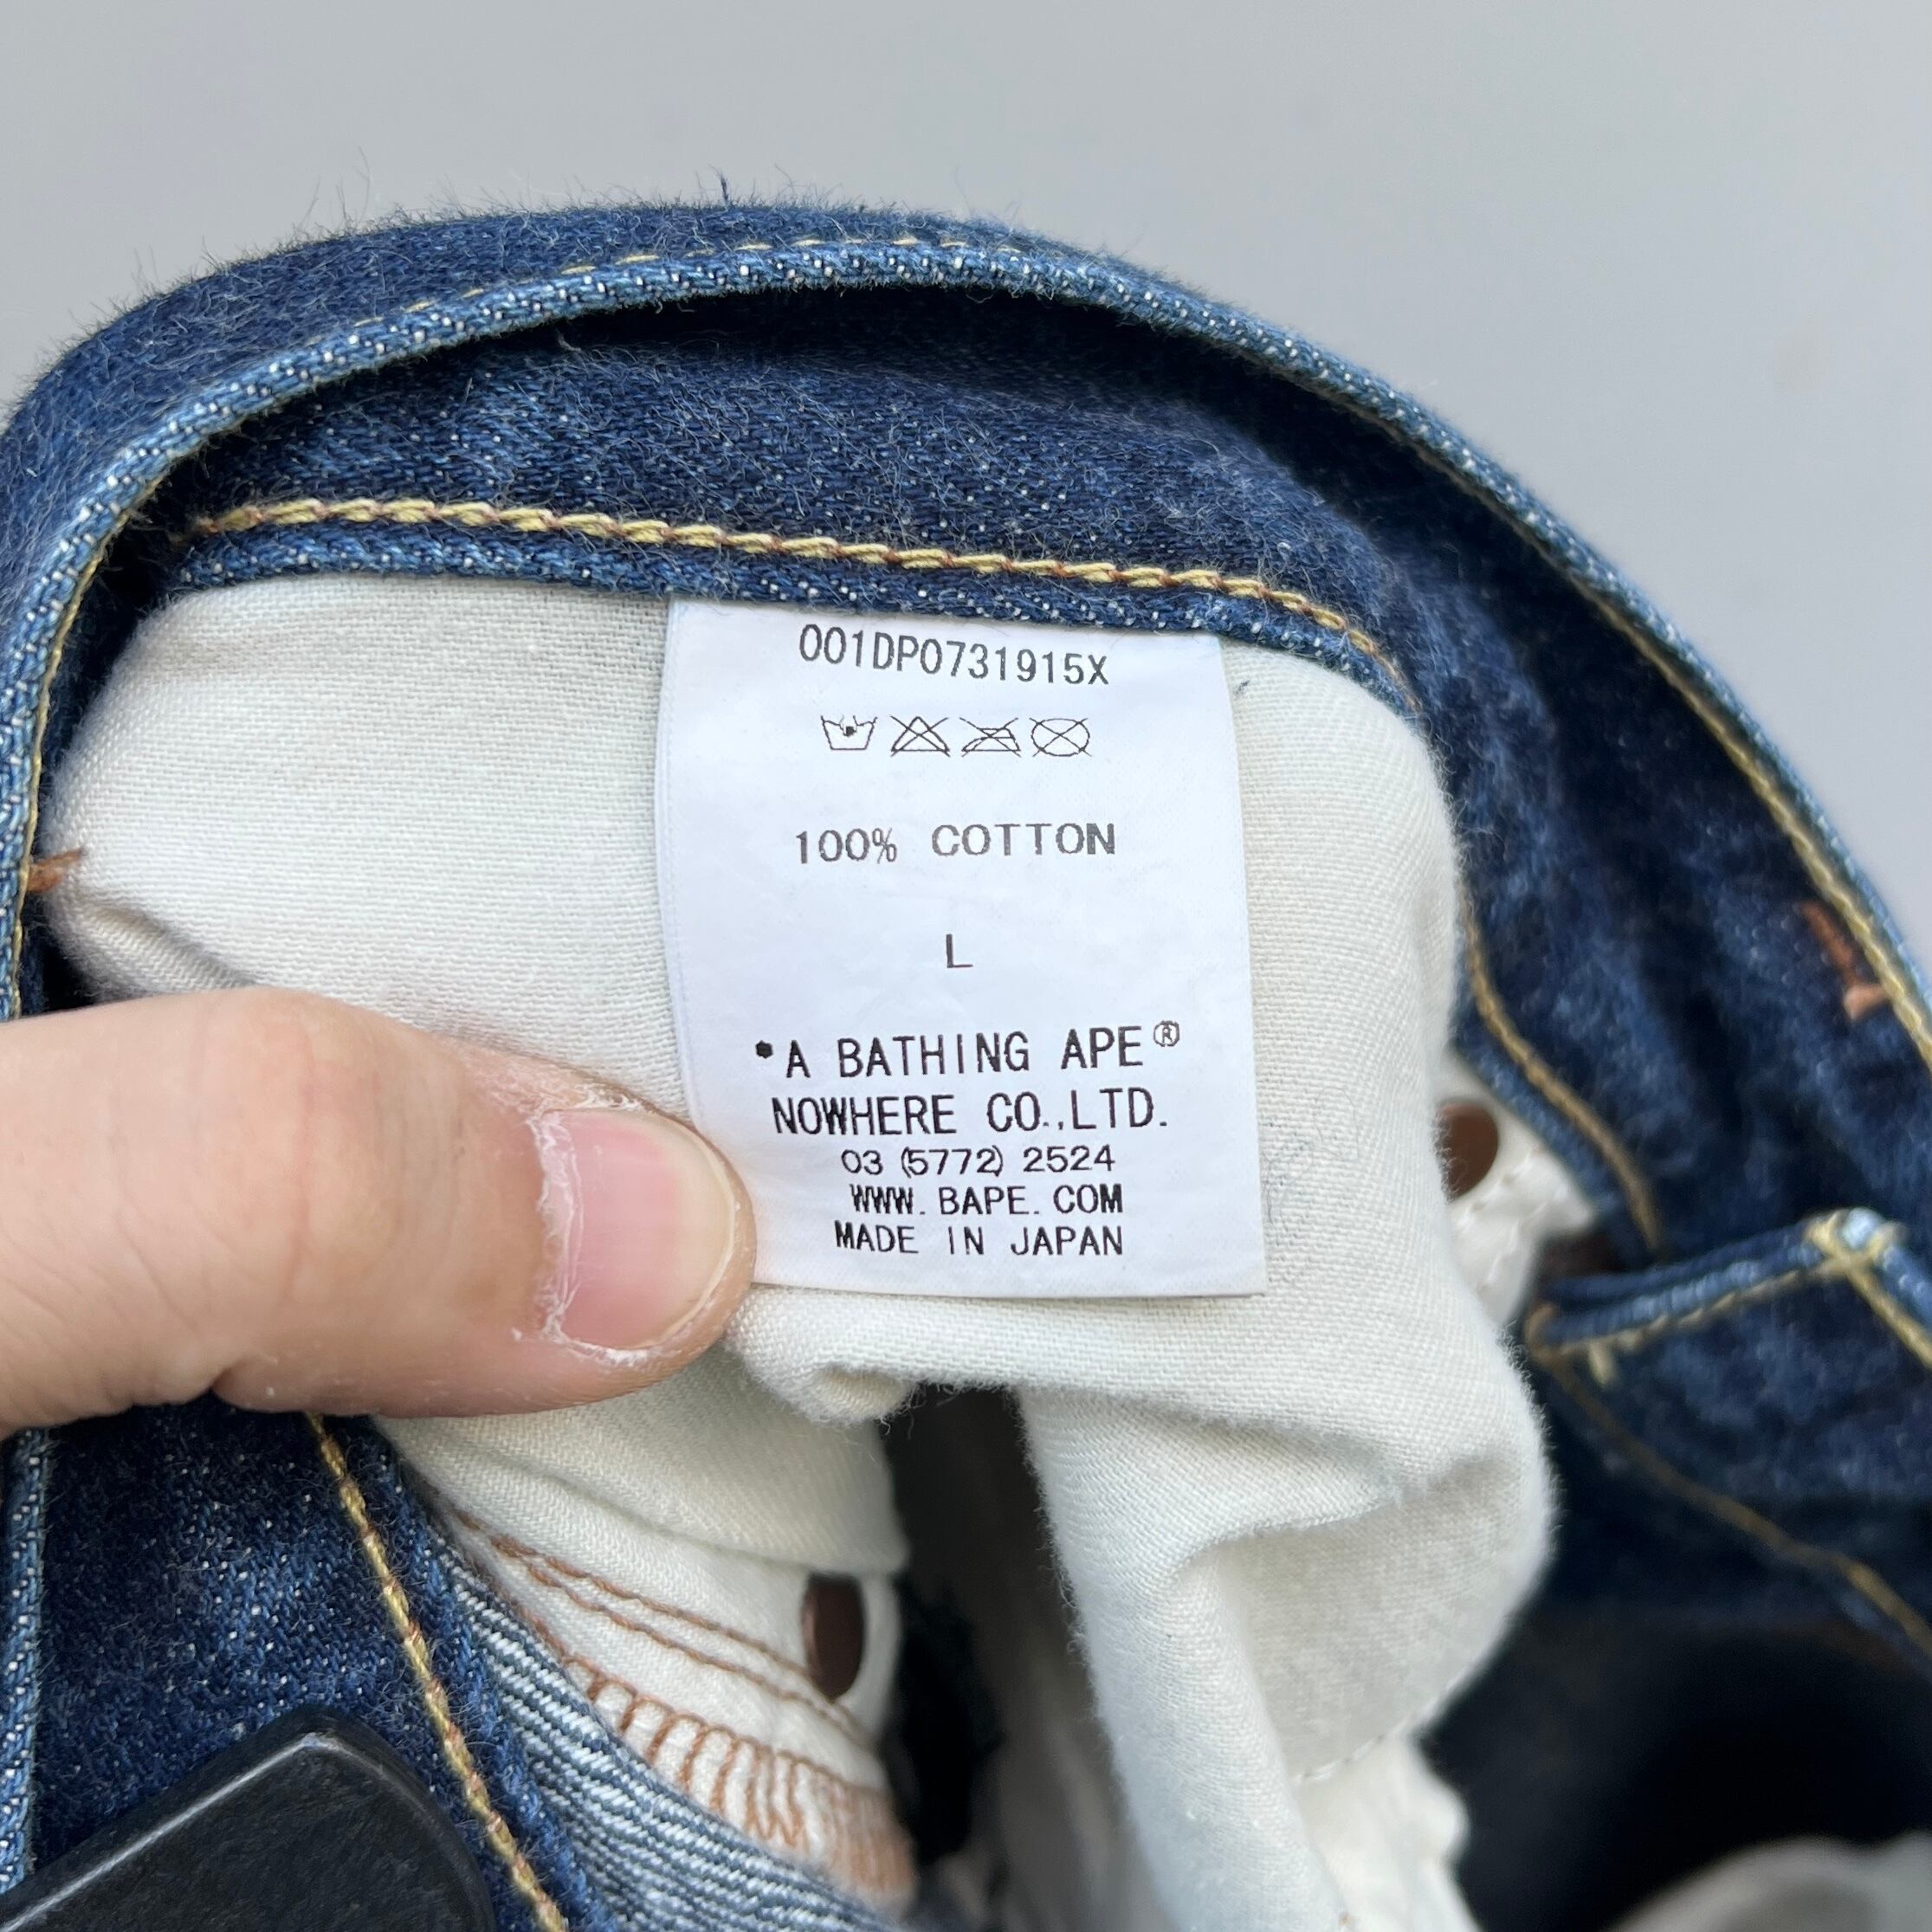 001DP0731915X
100% COTTON
L
*A BATHING APE®
NOWHERE CO.,LTD.
03 (5772) 2524
WWW. BAPE. COM
MADE IN JAPAN